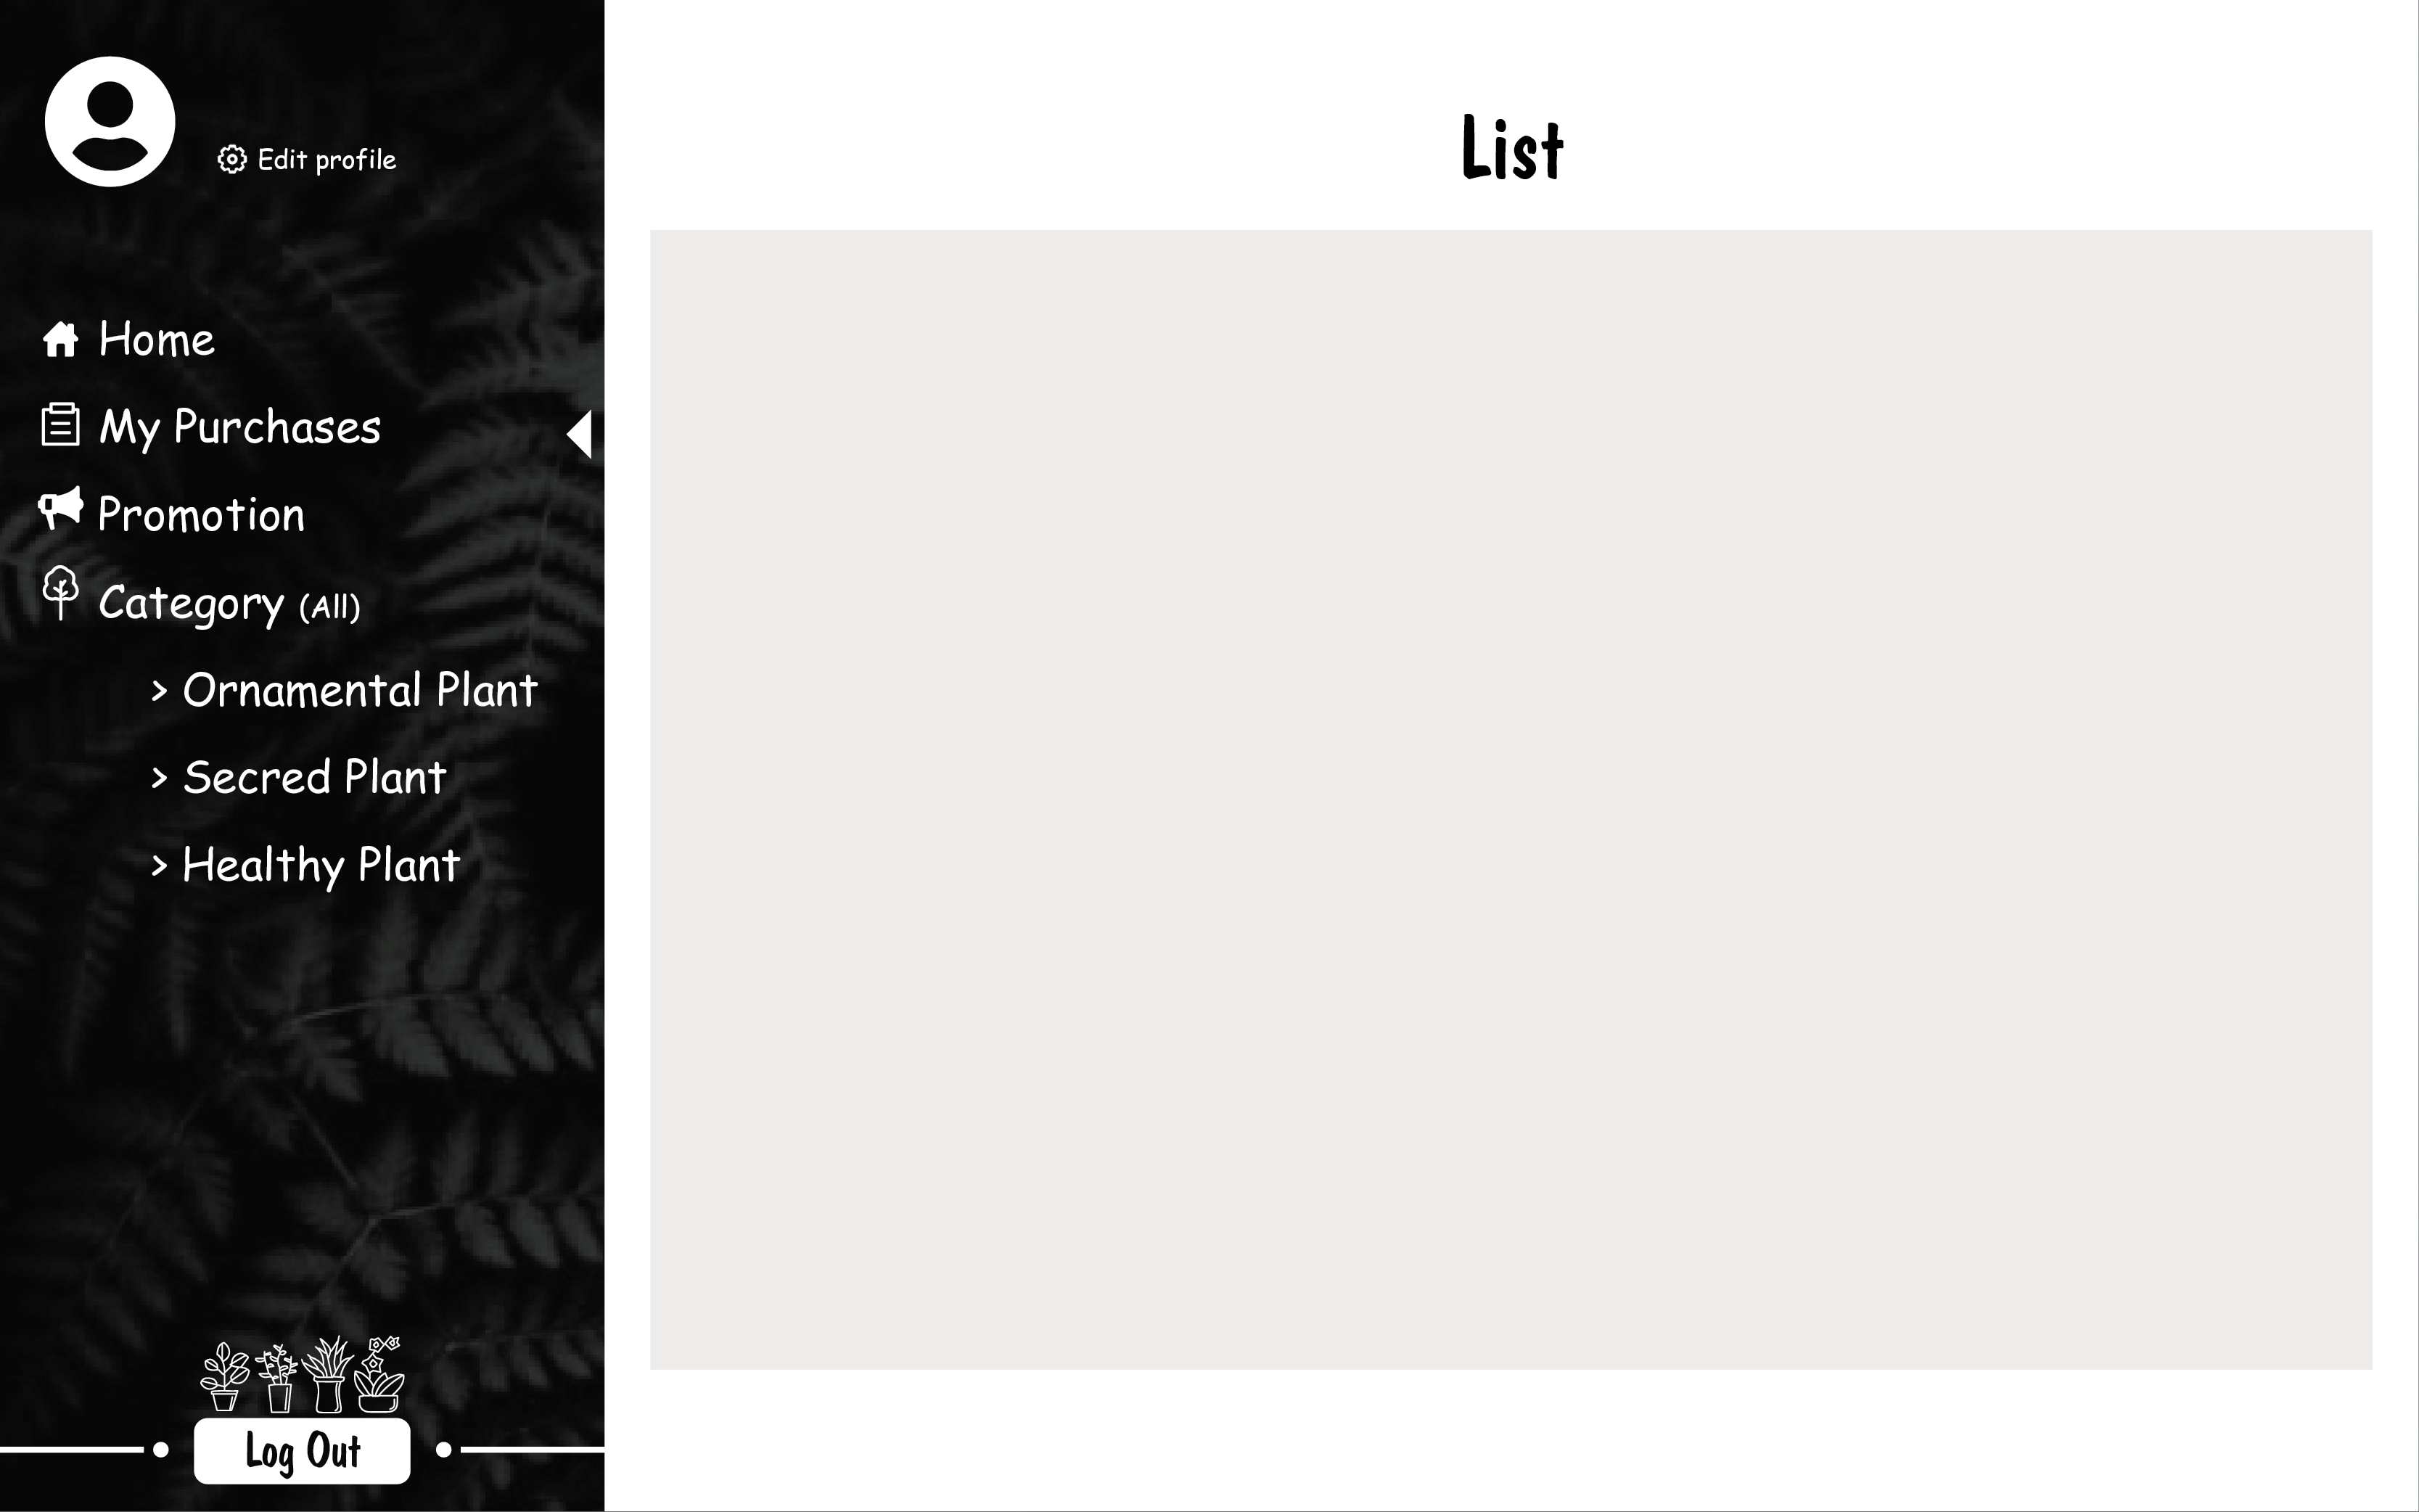 Edit profile
List
Home
My Purchases
Promotion
Category (All)
> Ornamental Plant
> Secred Plant
> Healthy Plant
Log Out